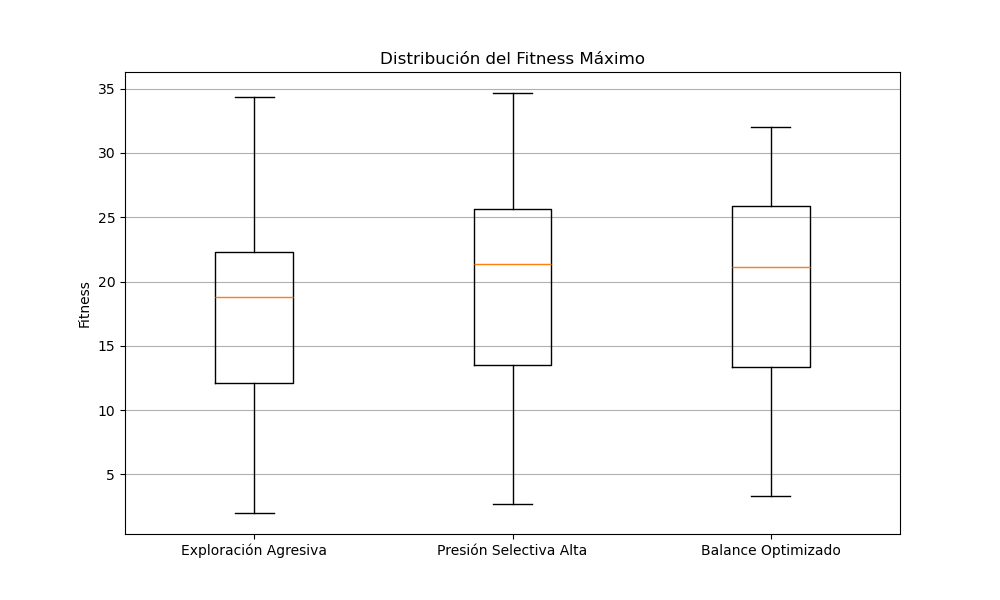 Distribución del Fitness Máximo
35
30
25
20
15
10
5
Fitness
Exploración Agresiva
Presión Selectiva Alta
Balance Optimizado